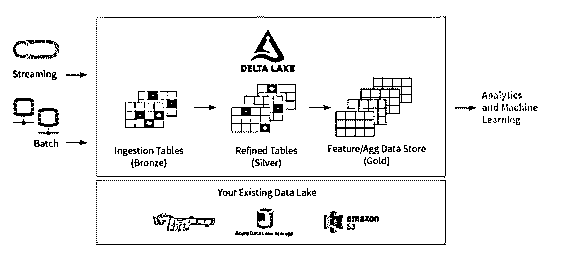 DELTA LAKE
Streaming
Batch
Ingestion Tables
(Bronze)
Refined Tables
(Silver)
Feature/Agg Data Store
(Gold)
Analytics
and Machine
Learning
Your Existing Data Lake
Azure Data Lake Storage
amazon
S3